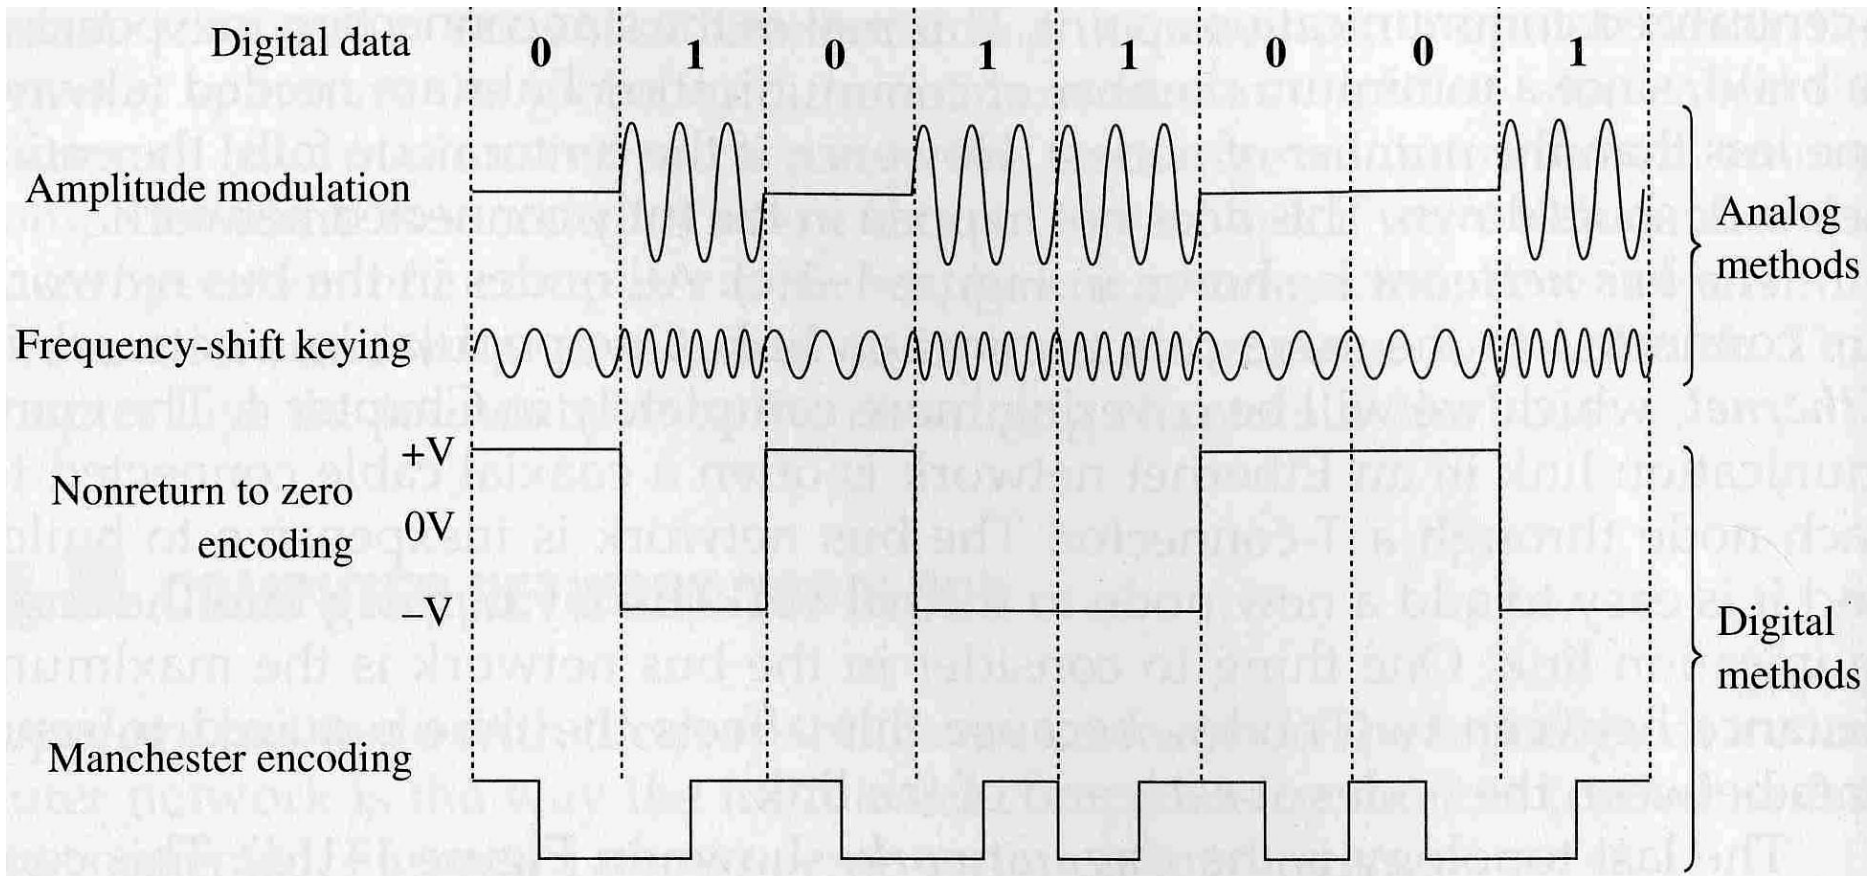 Digital data 0 1 0 1 1 0 0 1
Amplitude modulation
Analog
methods
Frequency-shift keying
+V
Nonreturn to zero
0V
encoding
–V
Digital
methods
Manchester encoding